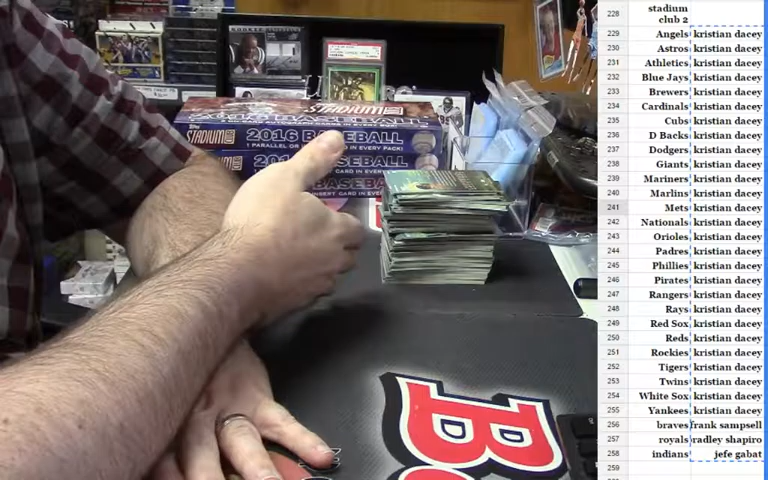 STADIUM
Topps STADIUM 2016 BASEBALL
1 PARALLEL OR IN EVERY PACK!
BASEBALL
INSERT CARD IN EVER
B
228 stadium club 2
229 Angels kristian dacey
230 Astros kristian dacey
231 Athletics kristian dacey
232 Blue Jays kristian dacey
233 Brewers kristian dacey
234 Cardinals kristian dacey
235 Cubs kristian dacey
236 D Backs kristian dacey
237 Dodgers kristian dacey
238 Giants kristian dacey
239 Mariners kristian dacey
240 Marlins kristian dacey
241 Mets kristian dacey
242 Nationals kristian dacey
243 Orioles kristian dacey
244 Padres kristian dacey
245 Phillies kristian dacey
246 Pirates kristian dacey
247 Rangers kristian dacey
248 Rays kristian dacey
249 Red Sox kristian dacey
250 Reds kristian dacey
251 Rockies kristian dacey
252 Tigers kristian dacey
253 Twins kristian dacey
254 White Sox kristian dacey
255 Yankees kristian dacey
256 braves frank sampsell
257 royals radley shapiro
258 indians jefe gabat
259